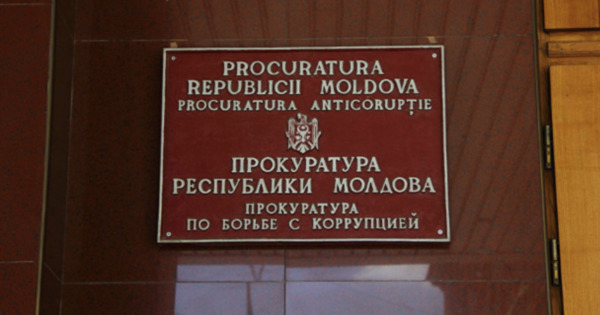 PROCURATURA
REPUBLICII MOLDOVA
PROCURATURA ANTICORUPȚIE
ПРОКУРАТУРА
РЕСПУБЛИКИ МОЛДОВА
ПРОКУРАТУРА
ПО БОРЬБЕ С КОРРУПЦИЕЙ